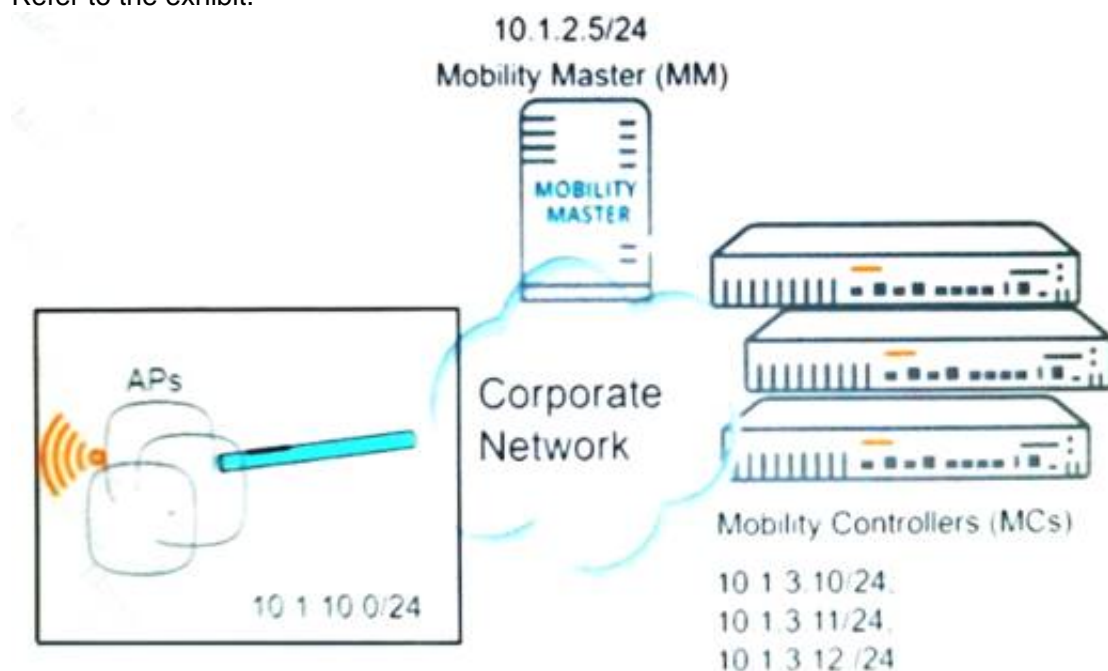 Refer to the exhibit.
10.1.2.5/24
Mobility Master (MM)
MOBILITY
MASTER
APs
Corporate
Network
Mobility Controllers (MCs)
10 1 10 0/24
10 1 3.10/24,
10 1.3 11/24,
10 1 3 12 /24